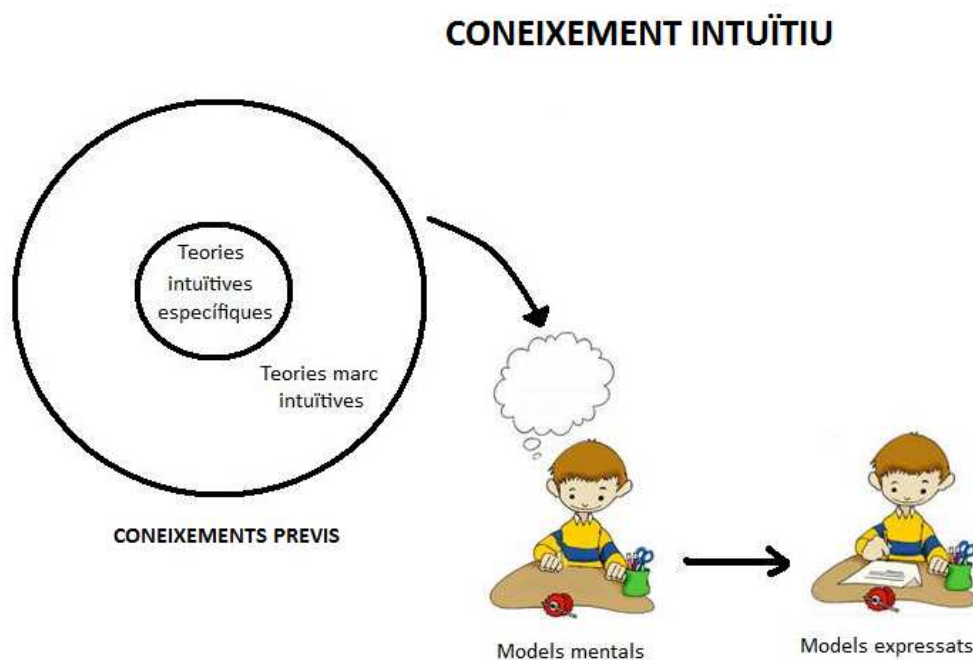 CONEIXEMENT INTUÏTIU
Teories
intuïtives
específiques
Teories marc
intuïtives
CONEIXEMENTS PREVIS
Models mentals
Models expressats